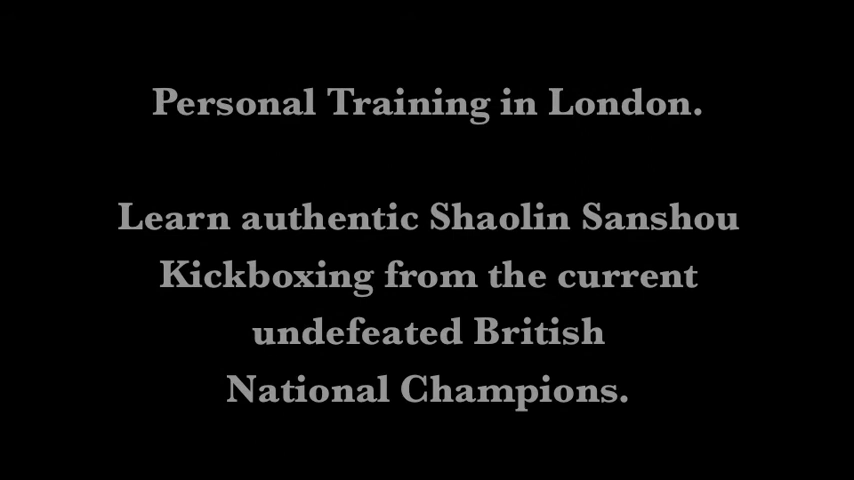 Personal Training in London.
Learn authentic Shaolin Sanshou
Kickboxing from the current
undefeated British
National Champions.